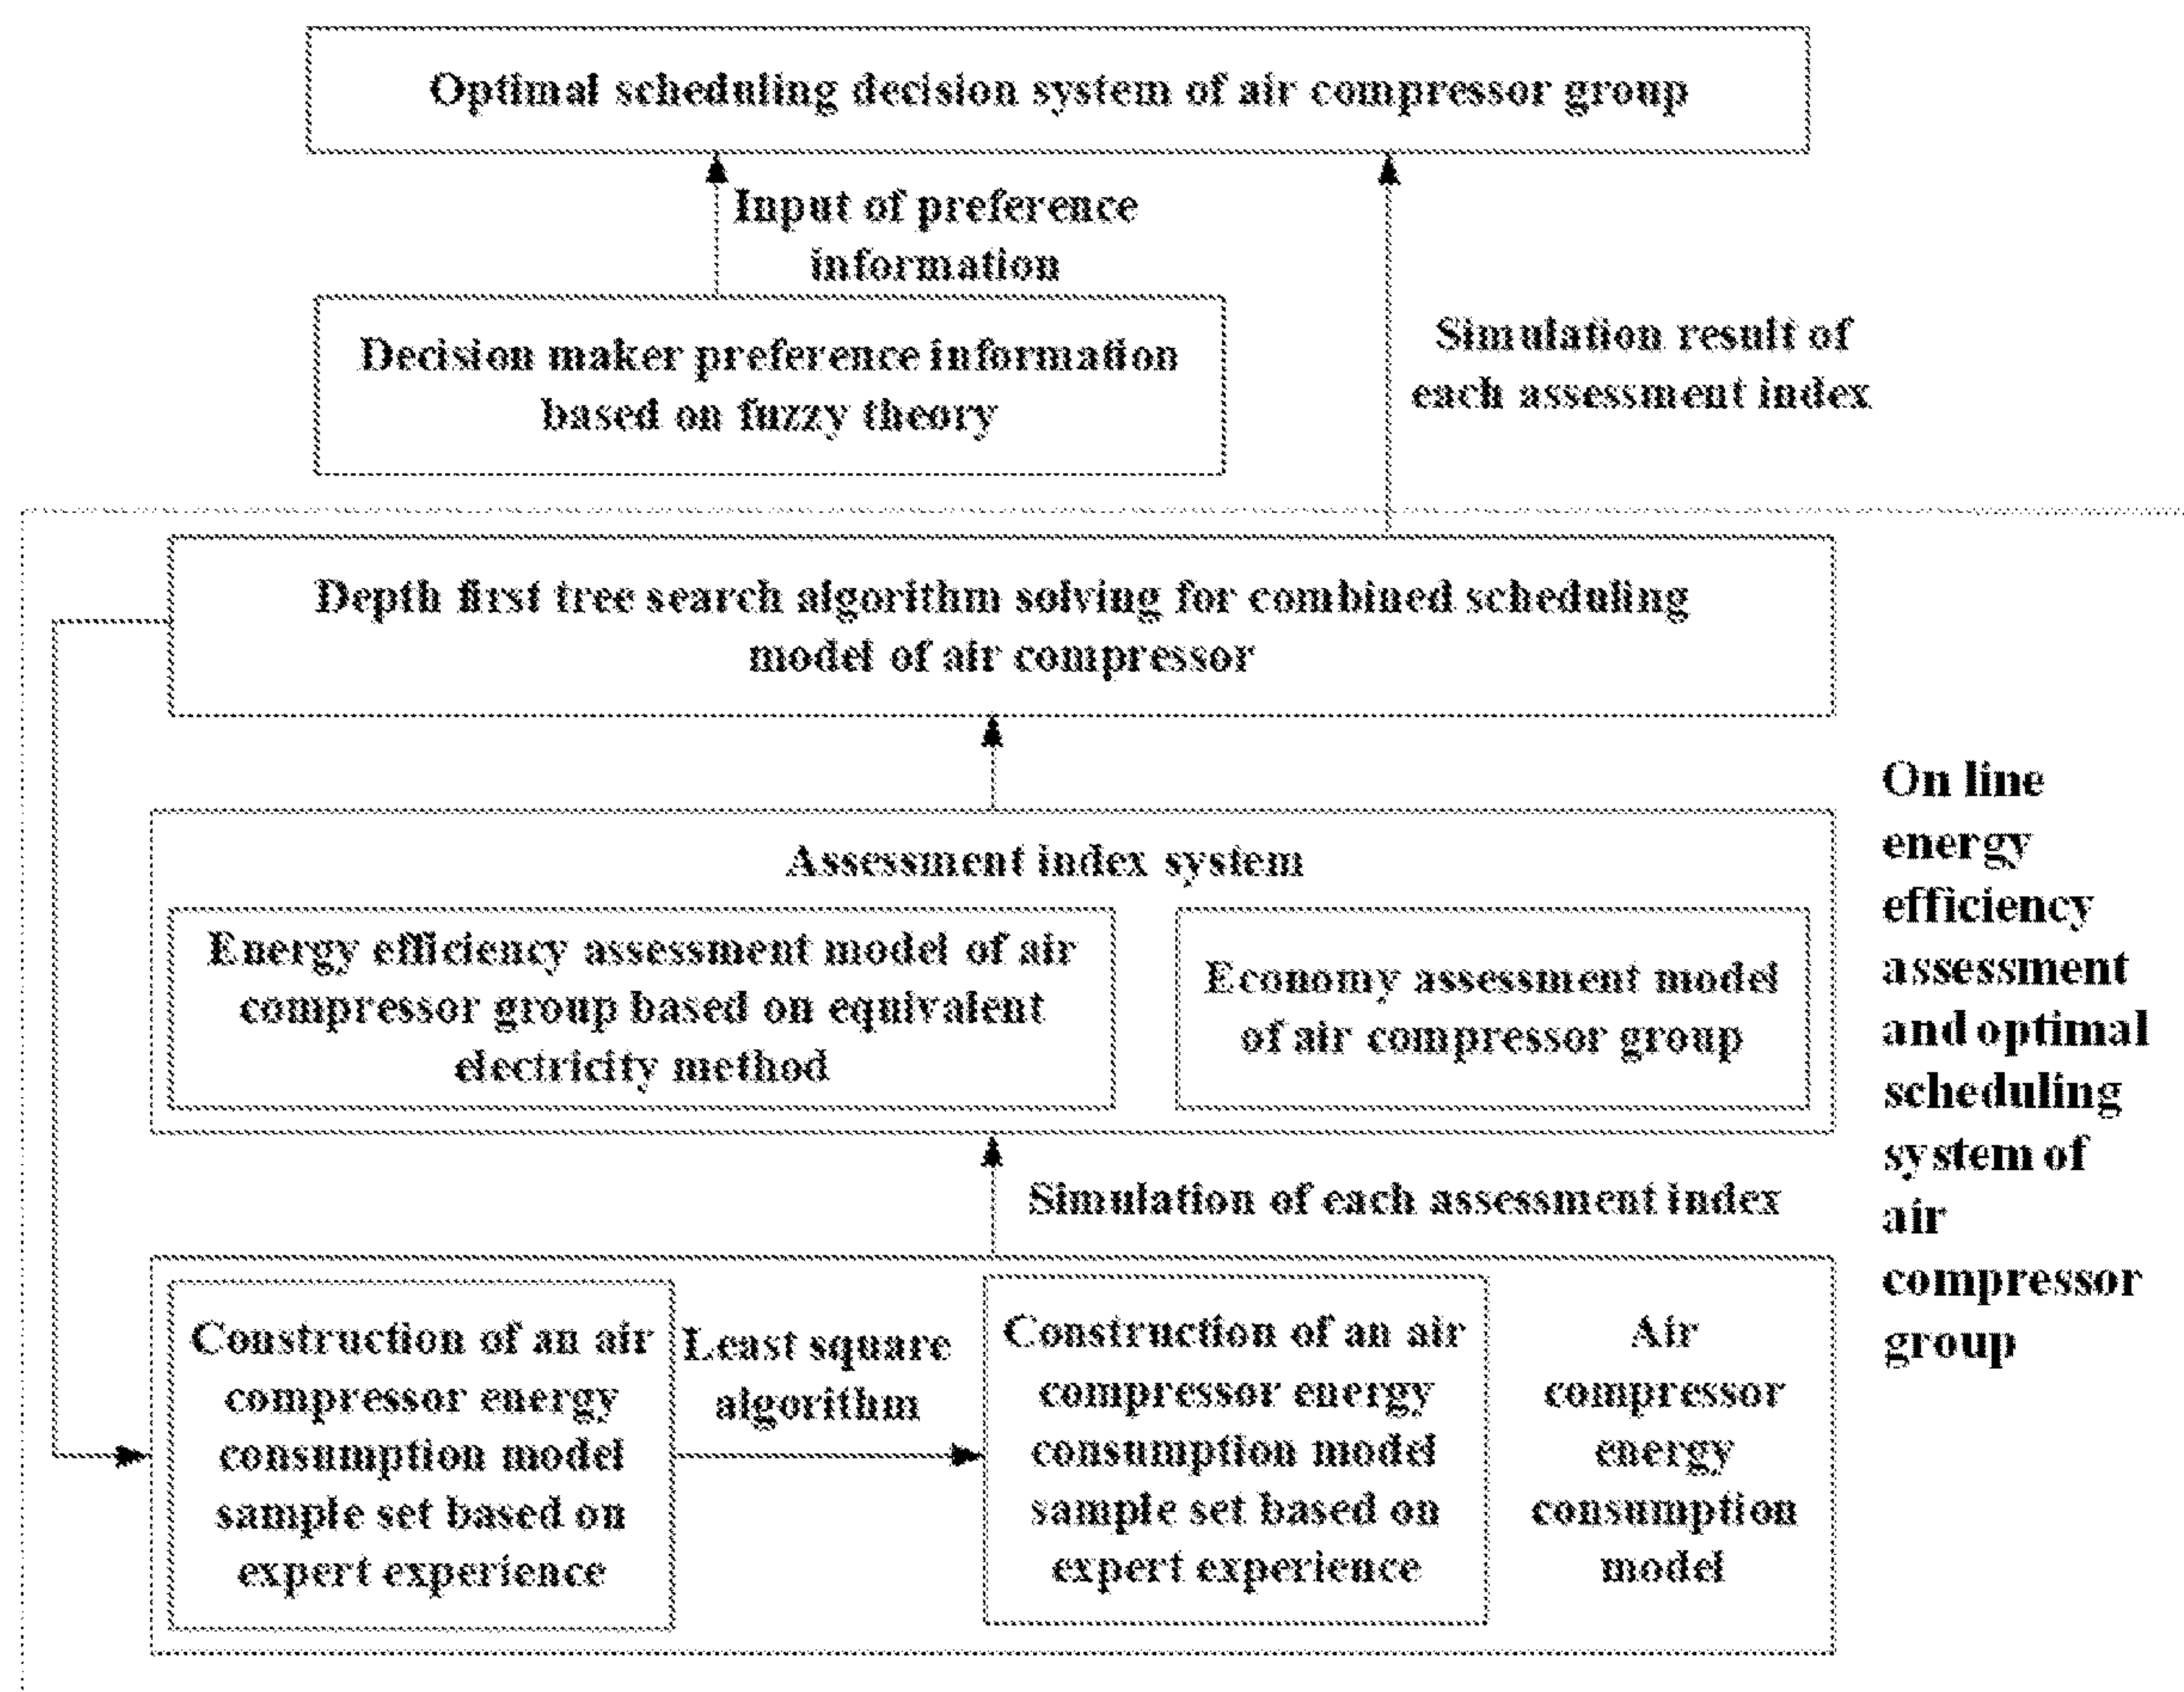 Optimal scheduling decision system of air compressor group
Input of preference
information
Decision maker preference information
based on fuzzy theory
Simulation result of
each assessment index
Depth first tree search algorithm solving for combined scheduling
model of air compressor
Assessment index system
Energy efficiency assessment model of air
compressor group based on equivalent
electricity method
Economy assessment model
of air compressor group
Simulation of each assessment index
Construction of an air
compressor energy
consumption model
sample set based on
expert experience
Least square
algorithm
Construction of an air
compressor energy
consumption model
sample set based on
expert experience
Air
compressor
energy
consumption
model
On line
energy
efficiency
assessment
and optimal
scheduling
system of
air
compressor
group